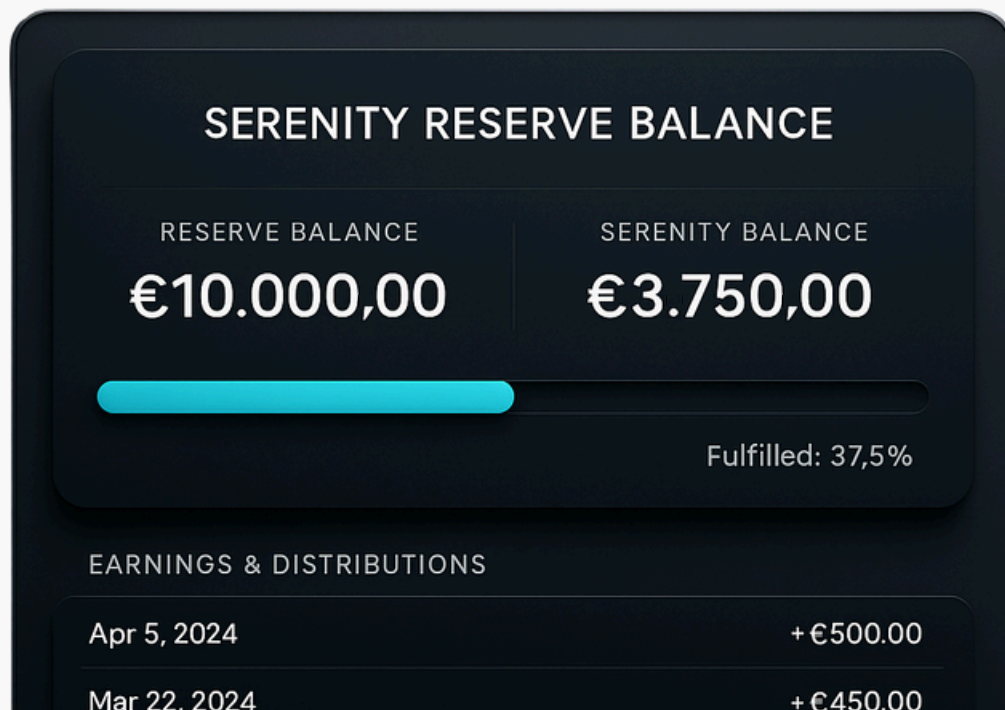 SERENITY RESERVE BALANCE
RESERVE BALANCE
€10.000,00
SERENITY BALANCE
€3.750,00
Fulfilled: 37,5%
EARNINGS & DISTRIBUTIONS
Apr 5, 2024 +€500.00
Mar 22, 2024 +€450.00